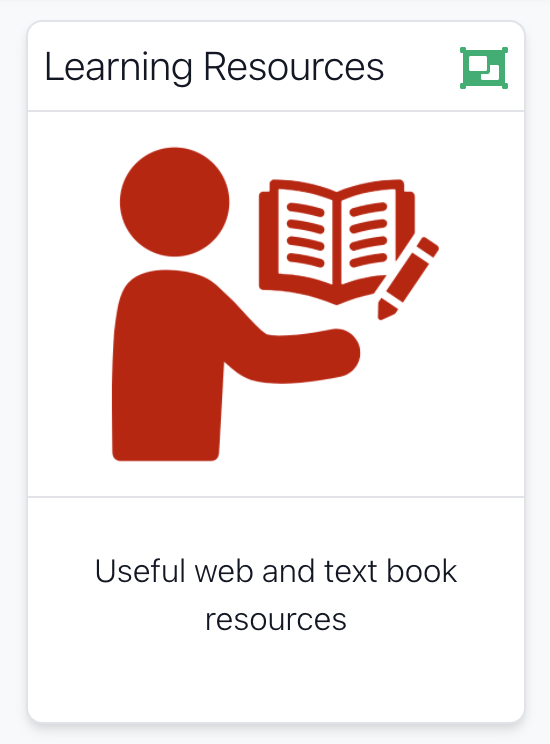 Learning Resources
Useful web and text book
resources